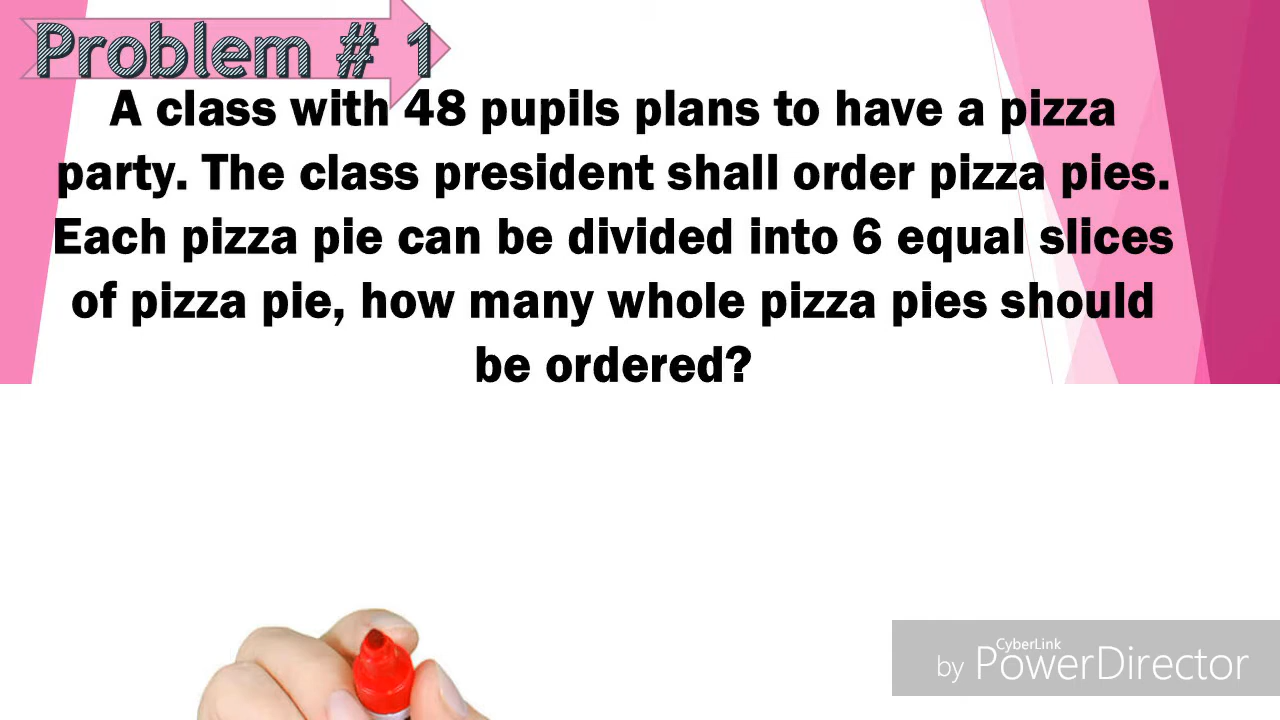 Problem # 1
A class with 48 pupils plans to have a pizza
party. The class president shall order pizza pies.
Each pizza pie can be divided into 6 equal slices
of pizza pie, how many whole pizza pies should
be ordered?
CyberLink
by PowerDirector